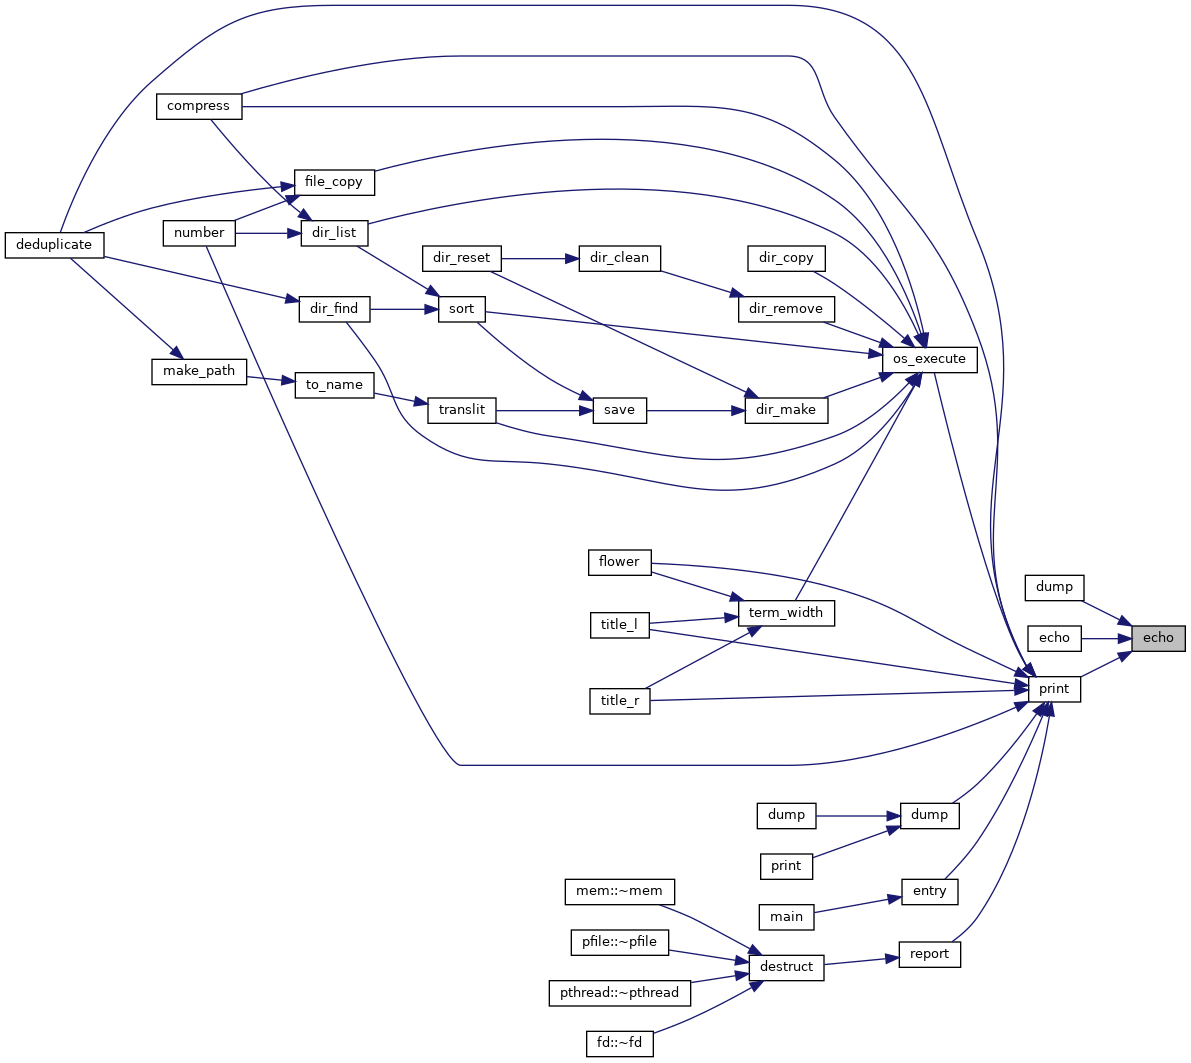 compress
file_copy
number
dir_list
deduplicate
dir_reset
dir_clean
dir_copy
dir_find
sort
dir_remove
os_execute
make_path
to_name
translit
save
dir_make
flower
term_width
title_l
title_r
dump
echo
echo
print
dump
dump
print
mem::~mem
entry
main
pfile::~pfile
report
destruct
pthread::~pthread
fd::~fd